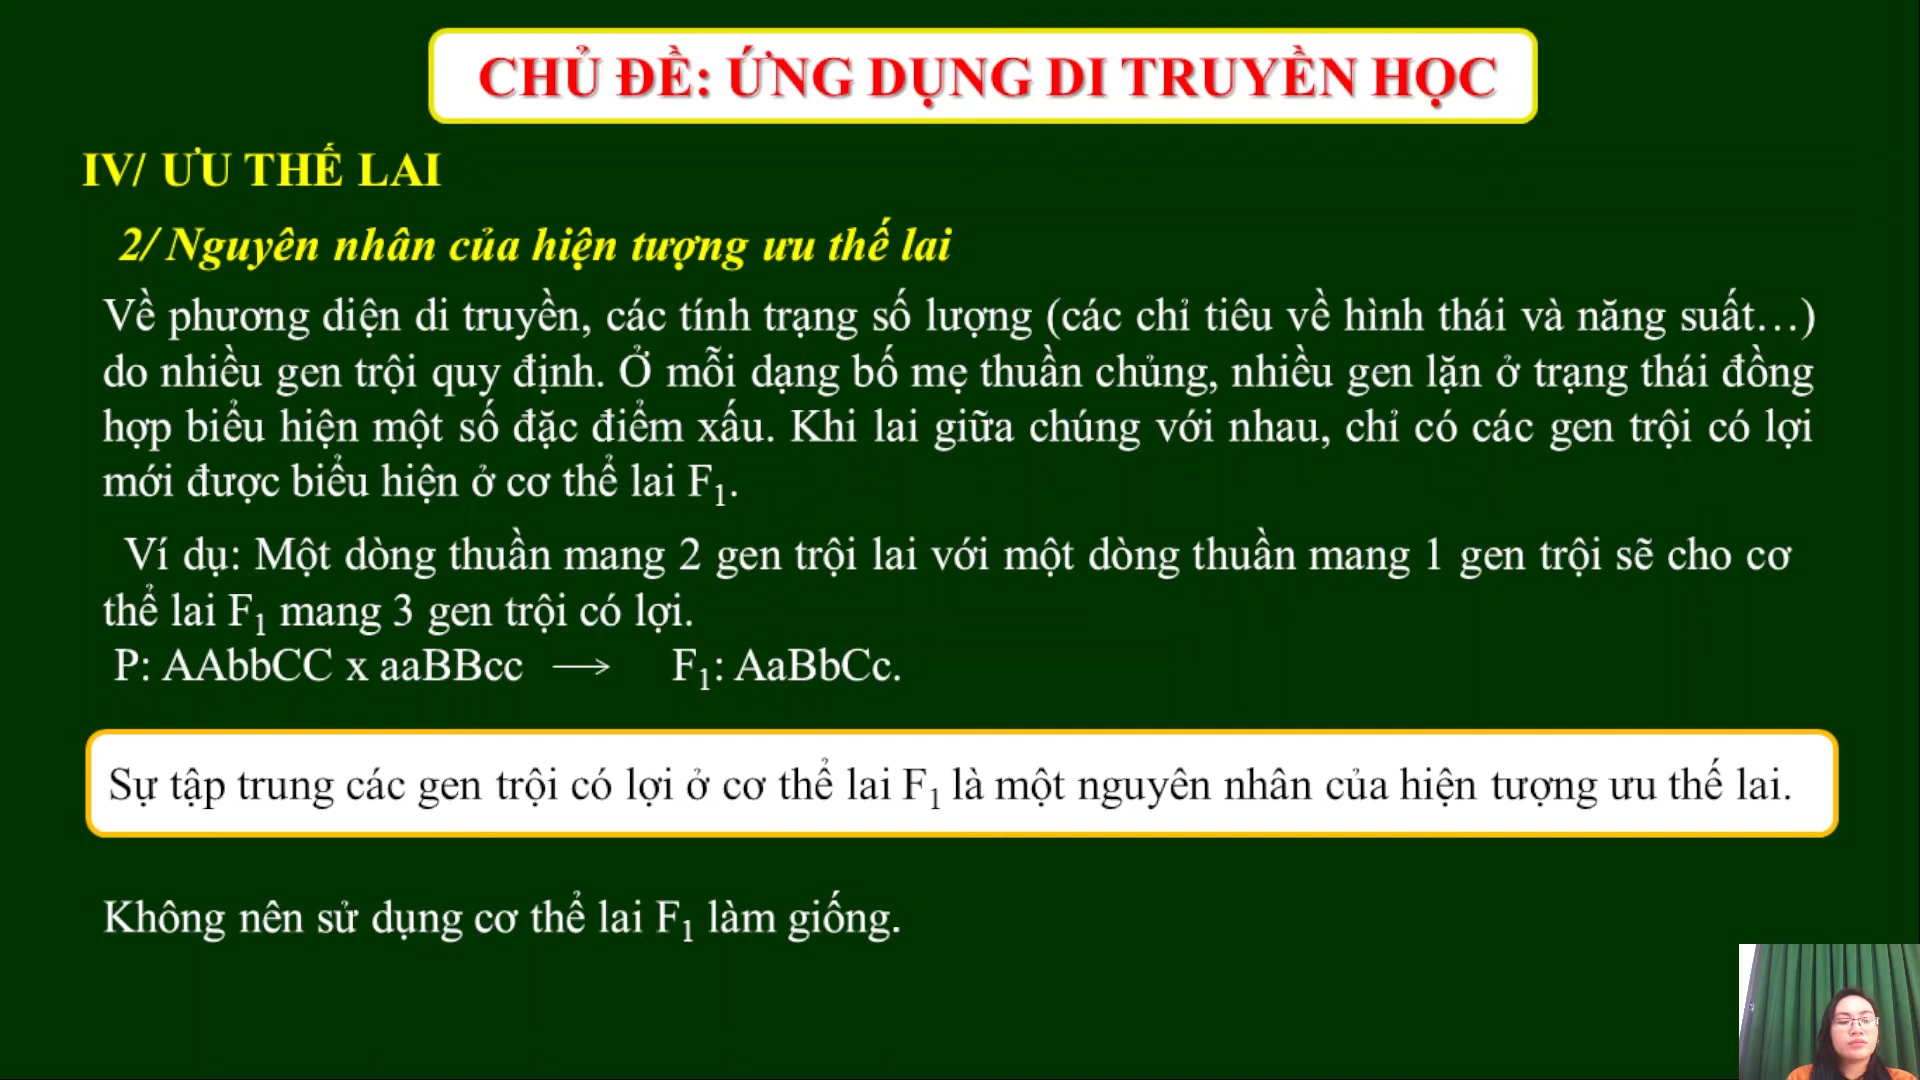 CHỦ ĐỀ: ỨNG DỤNG DI TRUYỀN HỌC
IV/ ƯU THẾ LAI
2/ Nguyên nhân của hiện tượng ưu thế lai
Về phương diện di truyền, các tính trạng số lượng (các chỉ tiêu về hình thái và năng suất…)
do nhiều gen trội quy định. Ở mỗi dạng bố mẹ thuần chủng, nhiều gen lặn ở trạng thái đồng
hợp biểu hiện một số đặc điểm xấu. Khi lai giữa chúng với nhau, chỉ có các gen trội có lợi
mới được biểu hiện ở cơ thể lai F₁.
Ví dụ: Một dòng thuần mang 2 gen trội lai với một dòng thuần mang 1 gen trội sẽ cho cơ
thể lai F₁ mang 3 gen trội có lợi.
P: AAbbCC x aaBBcc ⟶ F₁: AaBbCc.
Sự tập trung các gen trội có lợi ở cơ thể lai F₁ là một nguyên nhân của hiện tượng ưu thế lai.
Không nên sử dụng cơ thể lai F₁ làm giống.